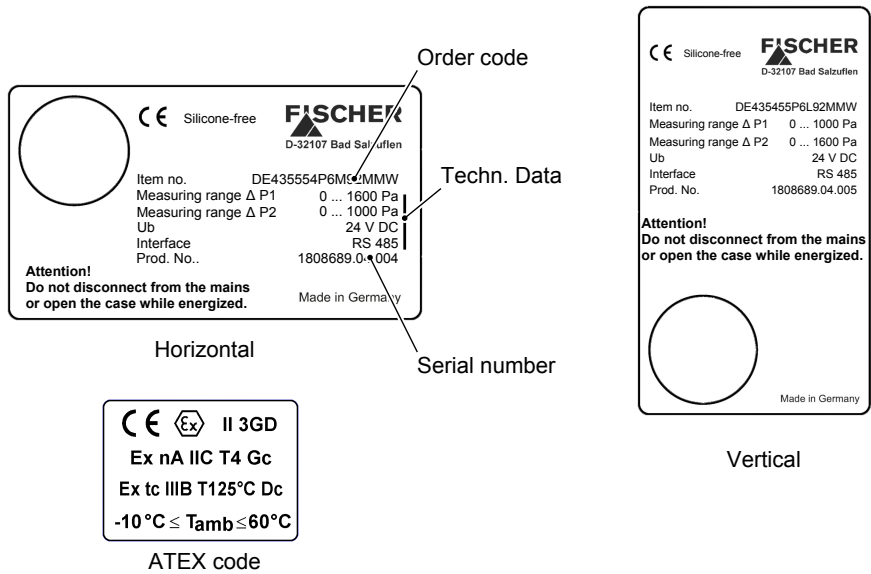 Order code
CE Silicone-free FISCHER
D-32107 Bad Salzuflen
Item no. DE435554P6M92MMW
Measuring range Δ P1 0 ... 1600 Pa
Measuring range Δ P2 0 ... 1000 Pa
Ub 24 V DC
Interface RS 485
Prod. No.. 1808689.04.004
Attention!
Do not disconnect from the mains
or open the case while energized.
Made in Germany
Techn. Data
Serial number
Horizontal
CE Ex II 3GD
Ex nA IIC T4 Gc
Ex tc IIIB T125°C Dc
-10°C ≤ Tamb ≤60°C
ATEX code
CE Silicone-free FISCHER
D-32107 Bad Salzuflen
Item no. DE435455P6L92MMW
Measuring range Δ P1 0 ... 1000 Pa
Measuring range Δ P2 0 ... 1600 Pa
Ub 24 V DC
Interface RS 485
Prod. No. 1808689.04.005
Attention!
Do not disconnect from the mains
or open the case while energized.
Made in Germany
Vertical